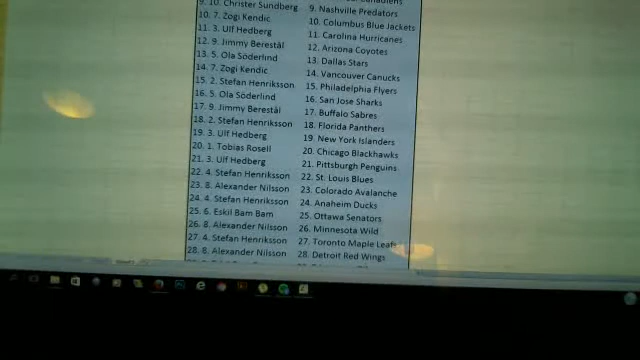 9. 10. Christer Sundberg 9. Nashville Predators
10. 7. Zogi Kendic 10. Columbus Blue Jackets
11. 3. Ulf Hedberg 11. Carolina Hurricanes
12. 9. Jimmy Berestål 12. Arizona Coyotes
13. 5. Ola Söderlind 13. Dallas Stars
14. 7. Zogi Kendic 14. Vancouver Canucks
15. 2. Stefan Henriksson 15. Philadelphia Flyers
16. 5. Ola Söderlind 16. San Jose Sharks
17. 9. Jimmy Berestål 17. Buffalo Sabres
18. 2. Stefan Henriksson 18. Florida Panthers
19. 3. Ulf Hedberg 19. New York Islanders
20. 1. Tobias Rosell 20. Chicago Blackhawks
21. 3. Ulf Hedberg 21. Pittsburg Penguins
22. 4. Stefan Henriksson 22. St. Louis Blues
23. 8. Alexander Nilsson 23. Colorado Avalanche
24. 4. Stefan Henriksson 24. Anaheim Ducks
25. 6. Eskil Bam Bam 25. Ottawa Senators
26. 8. Alexander Nilsson 26. Minnesota Wild
27. 4. Stefan Henriksson 27. Toronto Maple Leafs
28. 8. Alexander Nilsson 28. Detroit Red Wings